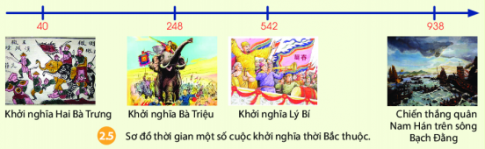 40
248
542
938
Khởi nghĩa Hai Bà Trưng
Khởi nghĩa Bà Triệu
Khởi nghĩa Lý Bí
Chiến thắng quân
Nam Hán trên sông
Bạch Đằng
2.5 Sơ đồ thời gian một số cuộc khởi nghĩa thời Bắc thuộc.